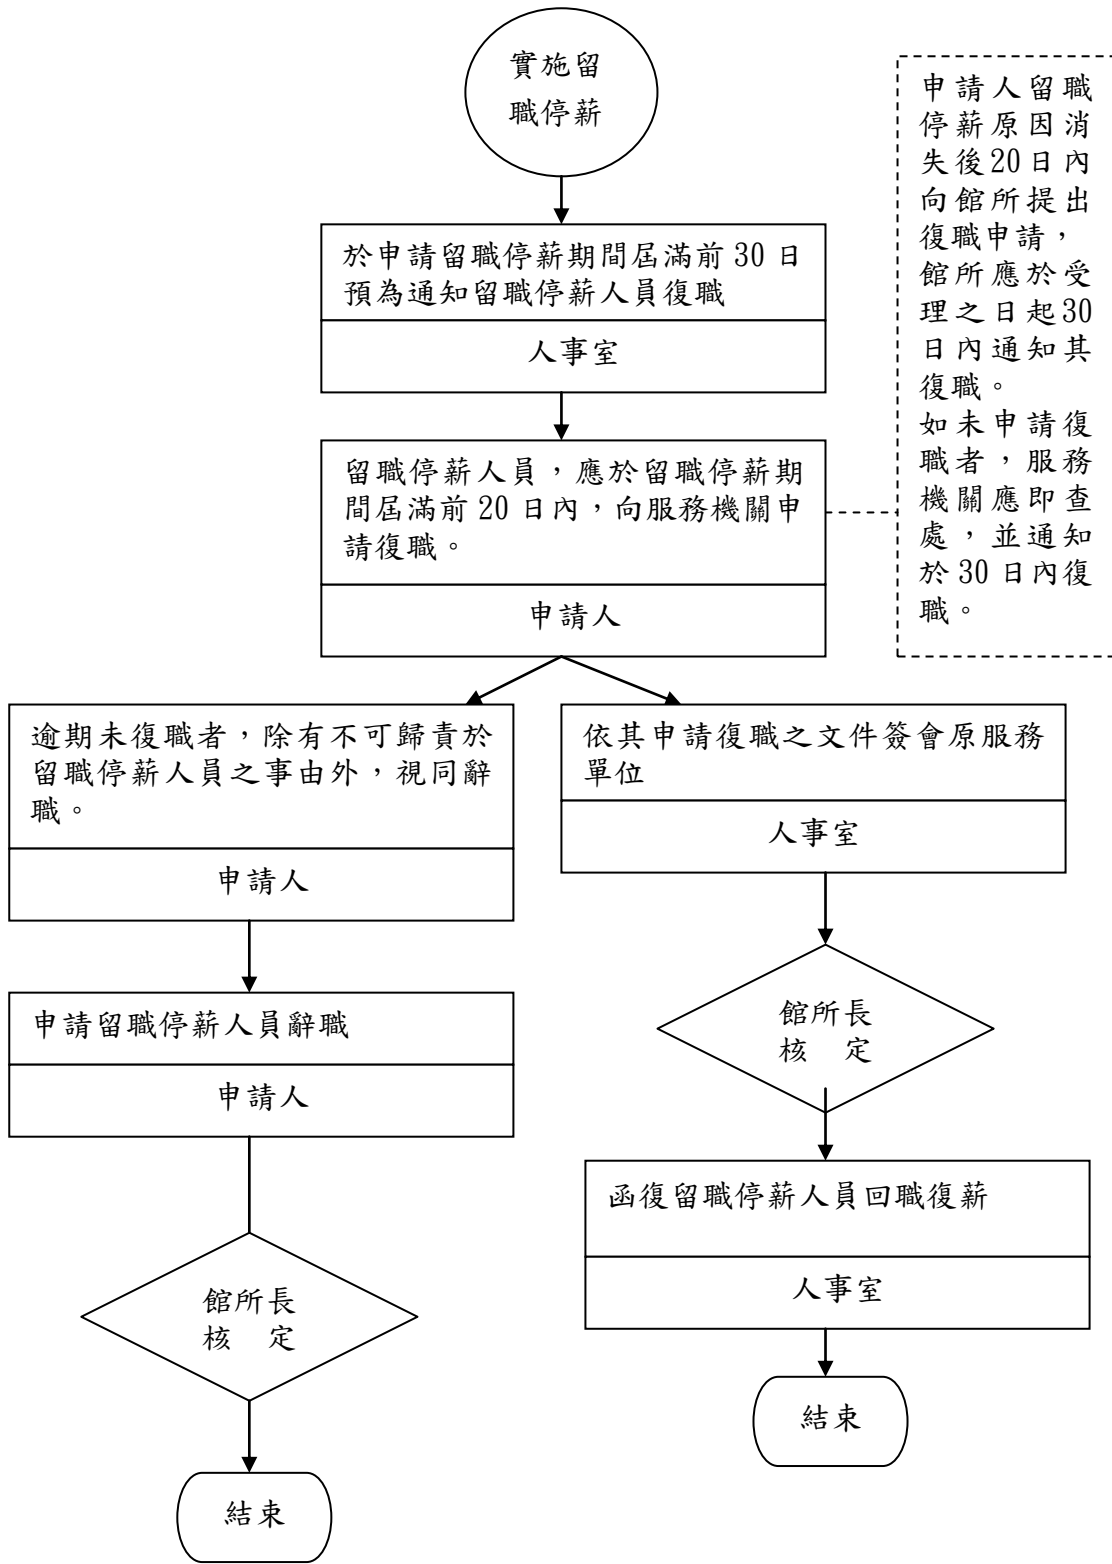 實施留
職停薪
於申請留職停薪期間屆滿前 30 日
預為通知留職停薪人員復職
人事室
留職停薪人員，應於留職停薪期
間屆滿前 20 日內，向服務機關申
請復職。
申請人
申請人留職
停薪原因消
失後20日內
向館所提出
復職申請，
館所應於受
理之日起30
日內通知其
復職。
如未申請復
職者，服務
機關應即查
處，並通知
於 30 日內復
職。
逾期未復職者，除有不可歸責於
留職停薪人員之事由外，視同辭
職。
申請人
申請留職停薪人員辭職
申請人
館所長
核　定
結束
依其申請復職之文件簽會原服務
單位
人事室
館所長
核　定
函復留職停薪人員回職復薪
人事室
結束